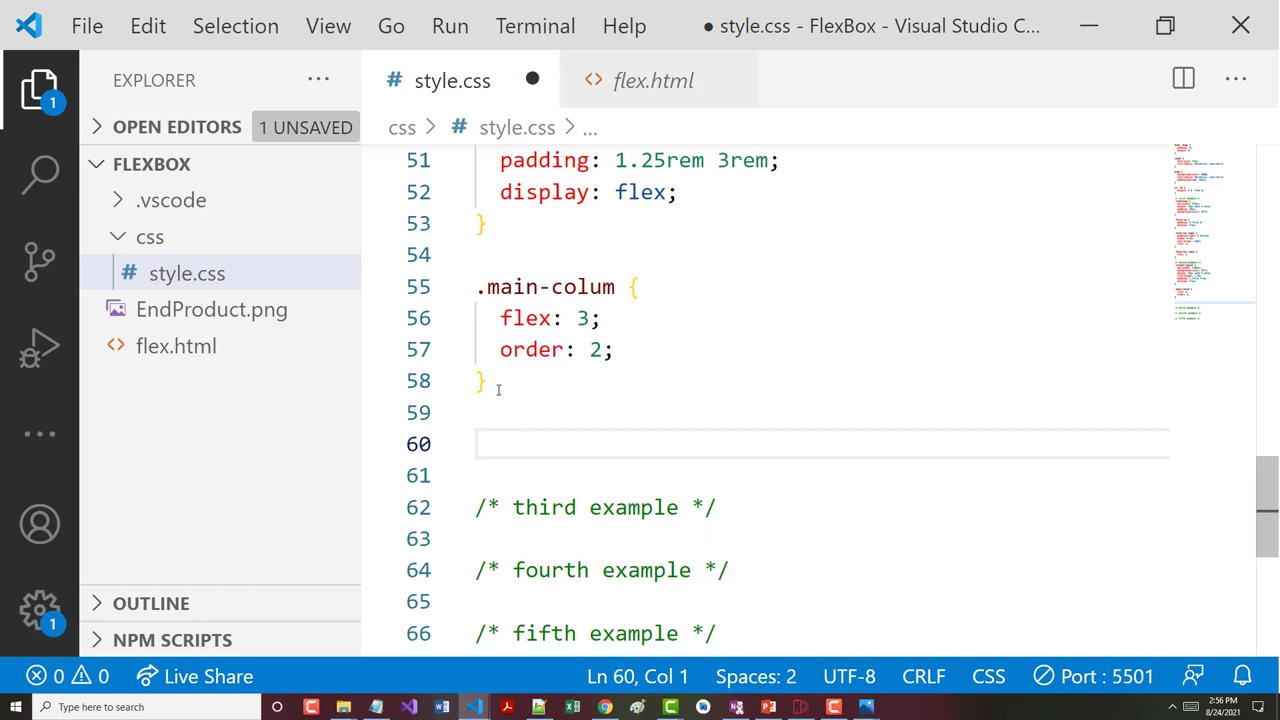 File Edit Selection View Go Run Terminal Help ● style.css - FlexBox - Visual Studio C...
EXPLORER ...
# style.css ●
<> flex.html
OPEN EDITORS 1 UNSAVED
css > # style.css > ...
FLEXBOX
.vscode
css
# style.css
EndProduct.png
<> flex.html
OUTLINE
NPM SCRIPTS
1
1
51 padding: 1.25rem 3rem;
52 display: flex;
53 }
54
55 .main-colum {
56 flex: 3;
57 order: 2;
58 }
59
60
61
62 /* third example */
63
64 /* fourth example */
65
66 /* fifth example */
0 0 Live Share Ln 60, Col 1 Spaces: 2 UTF-8 CRLF CSS Port : 5501
Type here to search
2:56 PM
8/24/2021